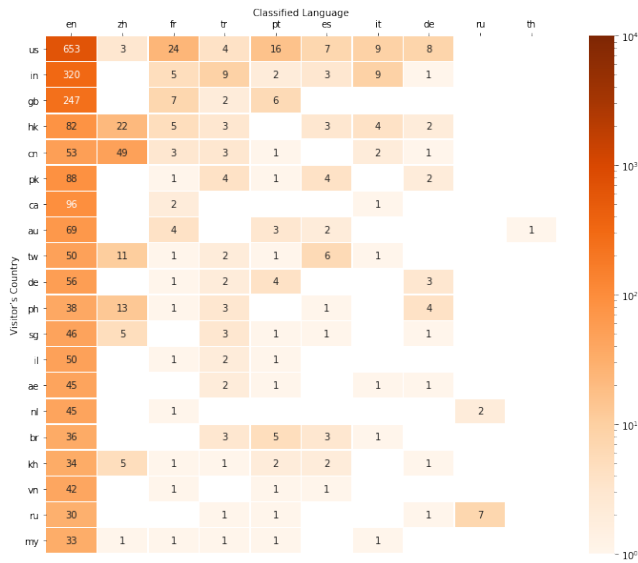 Classified Language
en zh fr tr pt es it de ru th
us 653 3 24 4 16 7 9 8
in 320 5 9 2 3 9 1
gb 247 7 2 6
hk 82 22 5 3 3 4 2
cn 53 49 3 3 1 2 1
pk 88 1 4 1 4 2
ca 96 2 1
au 69 4 3 2 1
tw 50 11 1 2 1 6 1
de 56 1 2 4 3
ph 38 13 1 3 1 4
sg 46 5 3 1 1 1
il 50 1 2 1
ae 45 2 1 1 1
nl 45 1 2
br 36 3 5 3 1
kh 34 5 1 1 2 2 1
vn 42 1 1 1
ru 30 1 1 1 7
my 33 1 1 1 1 1
Visitor's Country
10⁴
10³
10²
10¹
10⁰